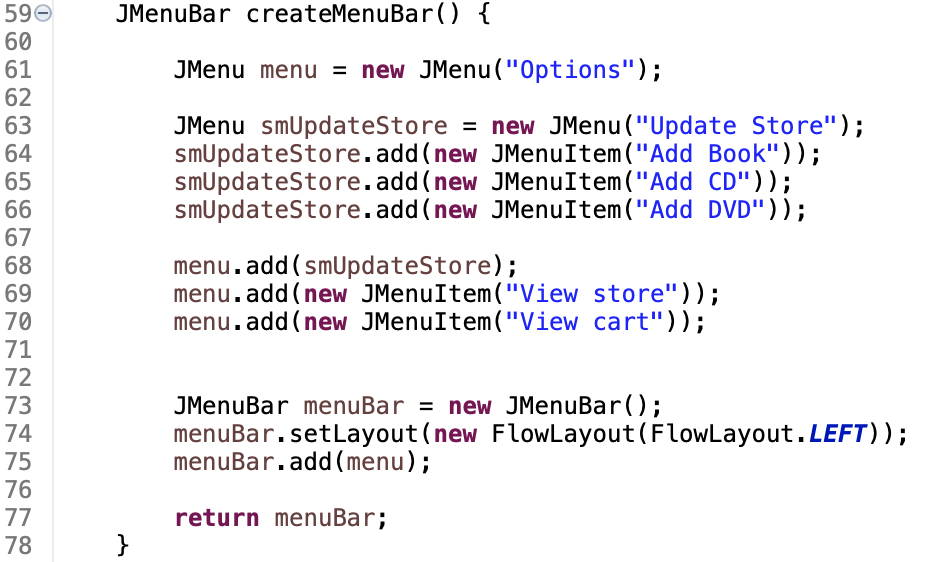 59 JMenuBar createMenuBar() {
60
61 JMenu menu = new JMenu("Options");
62
63 JMenu smUpdateStore = new JMenu("Update Store");
64 smUpdateStore.add(new JMenuItem("Add Book"));
65 smUpdateStore.add(new JMenuItem("Add CD"));
66 smUpdateStore.add(new JMenuItem("Add DVD"));
67
68 menu.add(smUpdateStore);
69 menu.add(new JMenuItem("View store"));
70 menu.add(new JMenuItem("View cart"));
71
72
73 JMenuBar menuBar = new JMenuBar();
74 menuBar.setLayout(new FlowLayout(FlowLayout.LEFT));
75 menuBar.add(menu);
76
77 return menuBar;
78 }